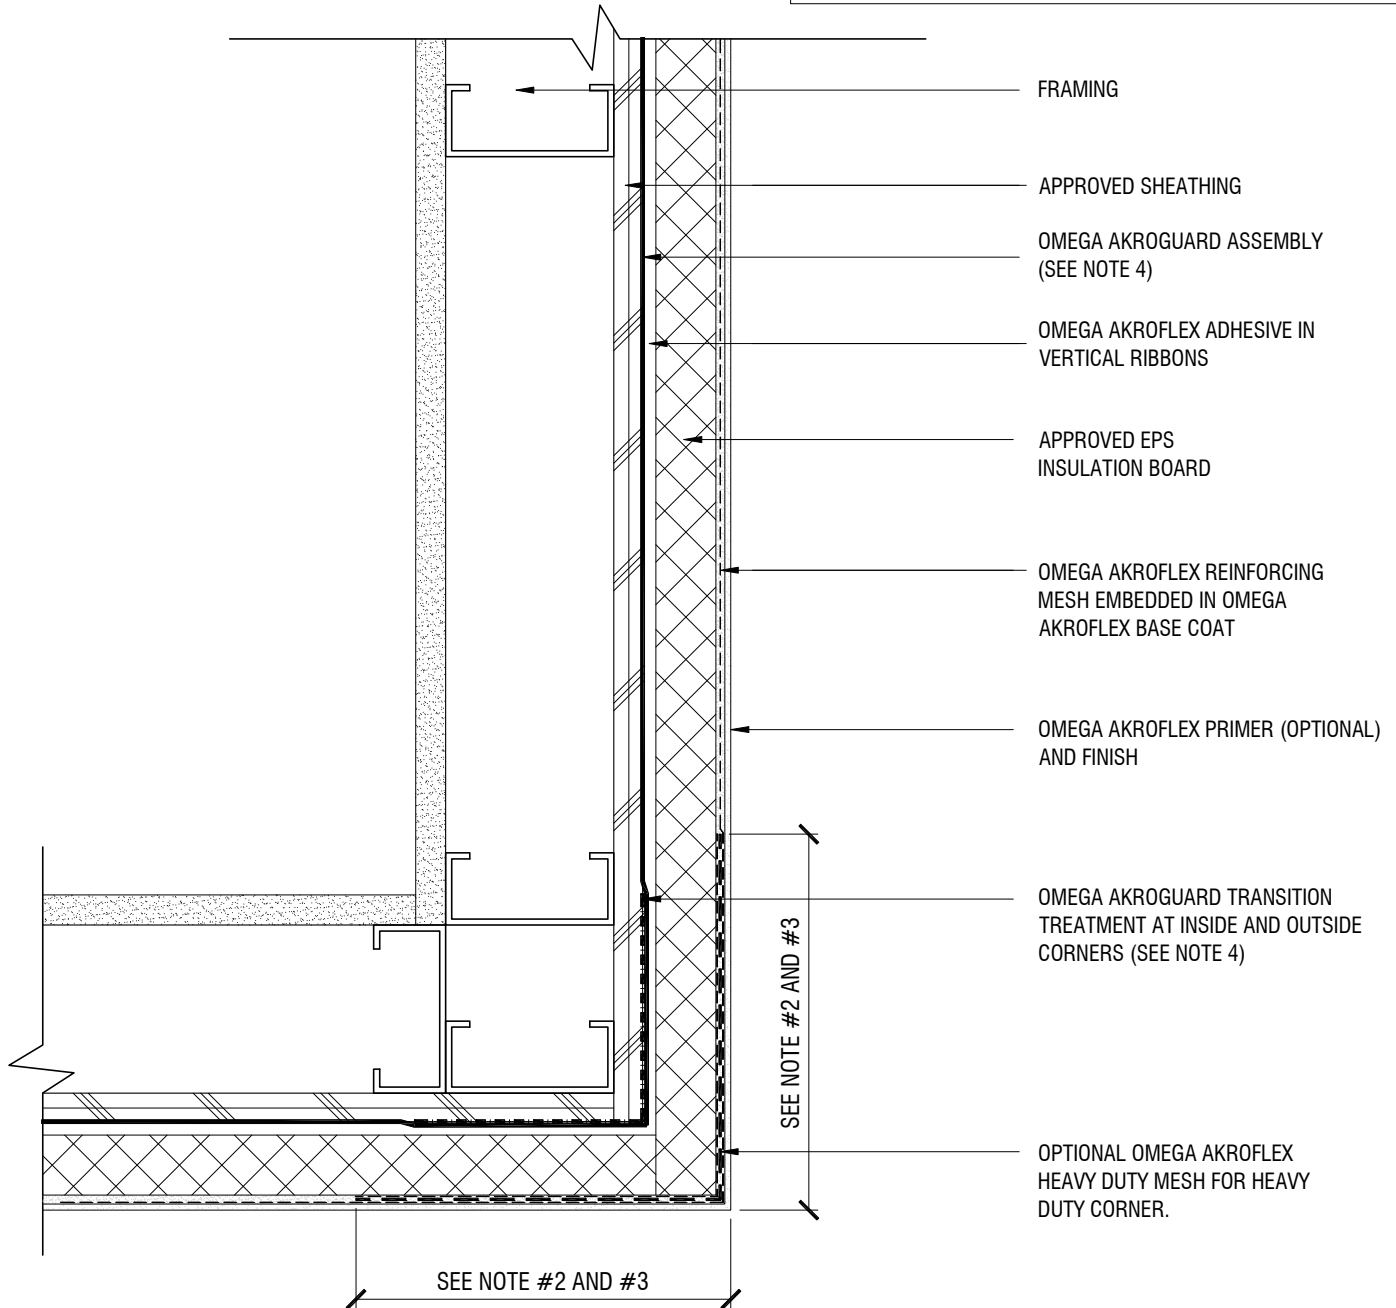 FRAMING
APPROVED SHEATHING
OMEGA AKROGUARD ASSEMBLY
(SEE NOTE 4)
OMEGA AKROFLEX ADHESIVE IN
VERTICAL RIBBONS
APPROVED EPS
INSULATION BOARD
OMEGA AKROFLEX REINFORCING
MESH EMBEDDED IN OMEGA
AKROFLEX BASE COAT
OMEGA AKROFLEX PRIMER (OPTIONAL)
AND FINISH
OMEGA AKROGUARD TRANSITION
TREATMENT AT INSIDE AND OUTSIDE
CORNERS (SEE NOTE 4)
SEE NOTE #2 AND #3
OPTIONAL OMEGA AKROFLEX
HEAVY DUTY MESH FOR HEAVY
DUTY CORNER.
SEE NOTE #2 AND #3